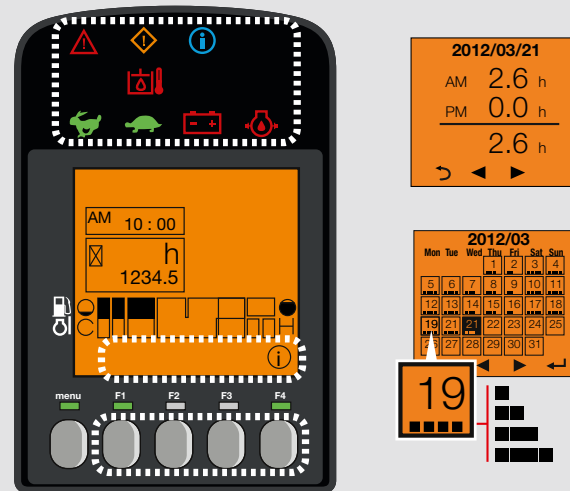 AM 10 : 00
h
1234.5
C H
menu F1 F2 F3 F4
2012/03/21
AM 2.6 h
PM 0.0 h
2.6 h
2012/03
Mon Tue Wed Thu Fri Sat Sun
1 2 3 4
5 6 7 8 9 10 11
12 13 14 15 16 17 18
19 21 21 22 23 24 25
26 27 28 29 30 31
19